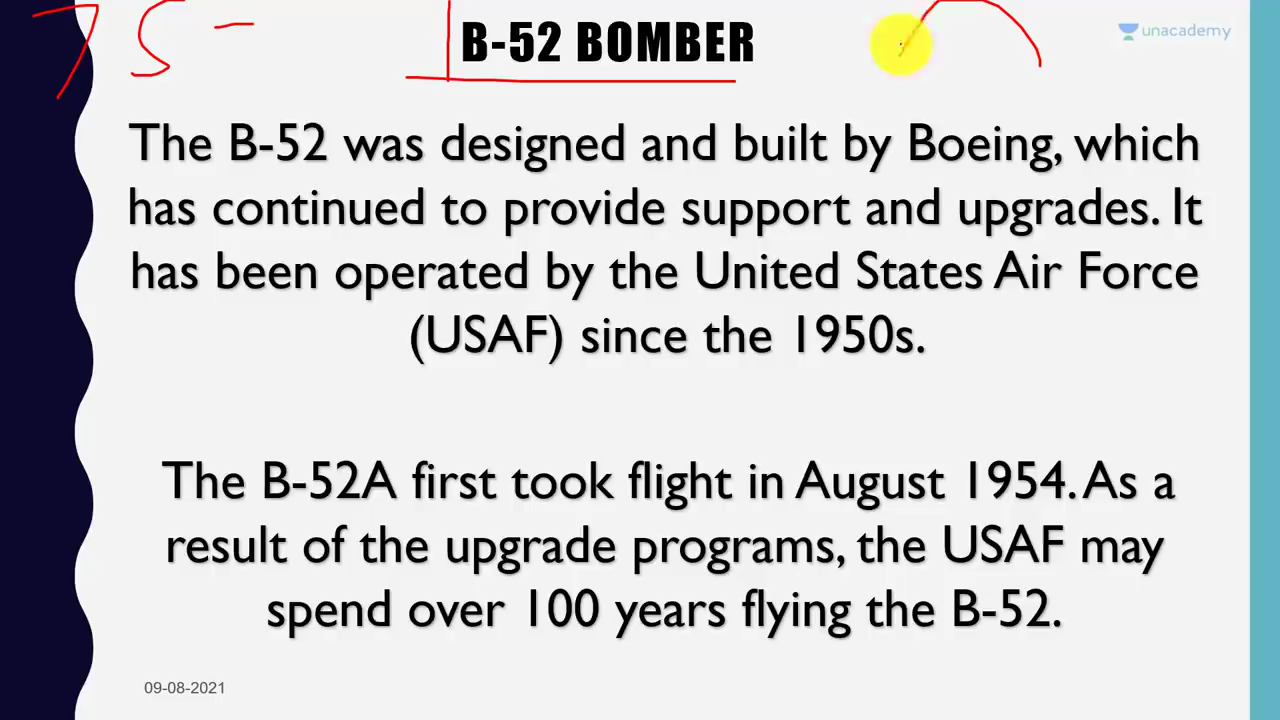 75-
B-52 BOMBER
unacademy
The B-52 was designed and built by Boeing, which
has continued to provide support and upgrades. It
has been operated by the United States Air Force
(USAF) since the 1950s.
The B-52A first took flight in August 1954. As a
result of the upgrade programs, the USAF may
spend over 100 years flying the B-52.
09-08-2021